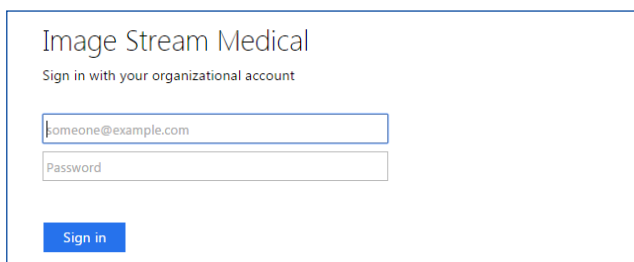 Image Stream Medical
Sign in with your organizational account
someone@example.com
Password
Sign in